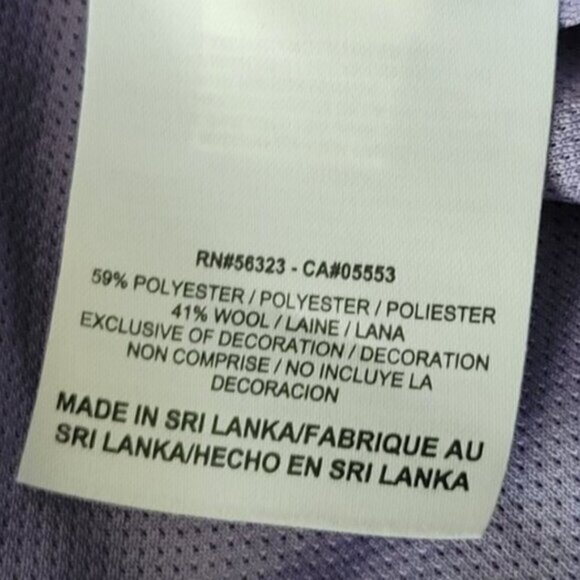 RN#56323 - CA#05553
59% POLYESTER / POLYESTER / POLIESTER
41% WOOL / LAINE / LANA
EXCLUSIVE OF DECORATION / DECORATION
NON COMPRISE / NO INCLUYE LA
DECORACION
MADE IN SRI LANKA/FABRIQUE AU
SRI LANKA/HECHO EN SRI LANKA